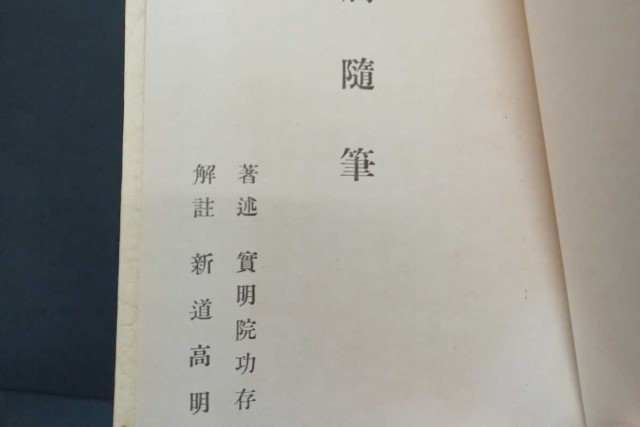 隨筆
著述 實明院功存
解註 新道高明